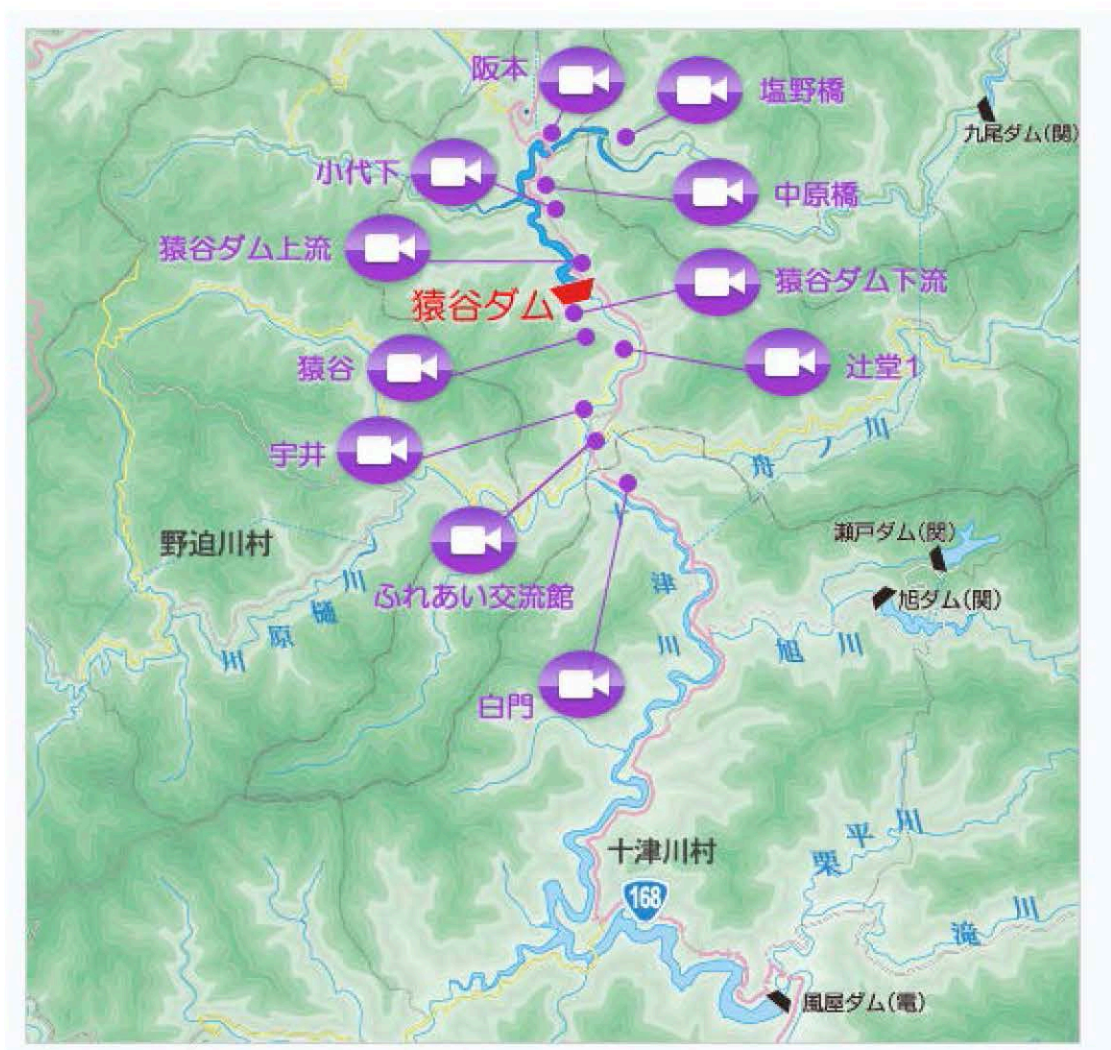 阪本
塩野橋
九尾ダム(関)
小代下
中原橋
猿谷ダム上流
猿谷ダム下流
猿谷ダム
猿谷
辻堂1
宇井
舟ノ川
野迫川村
瀬戸ダム(関)
ふれあい交流館
旭ダム(関)
川原樋川
津川
旭川
白門
十津川村
栗平川
168
滝川
風屋ダム(電)